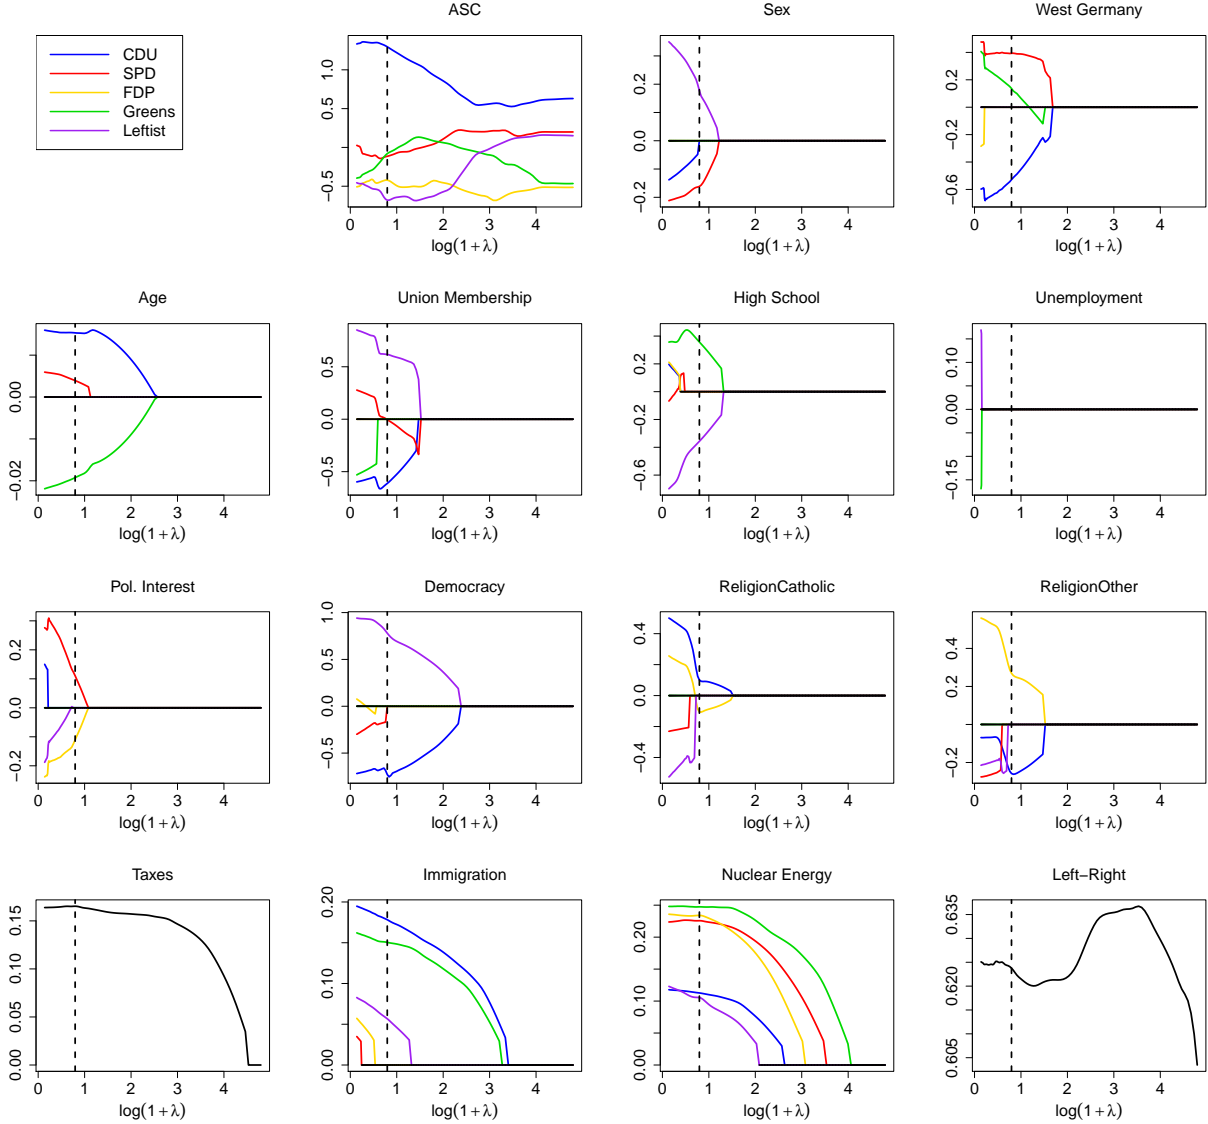 CDU
SPD
FDP
Greens
Leftist
ASC
1.0
0.5
−0.5
0 1 2 3 4
log(1+λ)
Sex
0.2
0.0
−0.2
0 1 2 3 4
log(1+λ)
West Germany
0.2
−0.2
−0.6
0 1 2 3 4
log(1+λ)
Age
0.00
−0.02
0 1 2 3 4
log(1+λ)
Union Membership
0.5
0.0
−0.5
0 1 2 3 4
log(1+λ)
High School
0.2
−0.2
−0.6
0 1 2 3 4
log(1+λ)
Unemployment
0.10
0.00
−0.15
0 1 2 3 4
log(1+λ)
Pol. Interest
0.2
0.0
−0.2
0 1 2 3 4
log(1+λ)
Democracy
1.0
0.5
0.0
−0.5
0 1 2 3 4
log(1+λ)
ReligionCatholic
0.4
0.0
−0.4
0 1 2 3 4
log(1+λ)
ReligionOther
0.4
0.2
−0.2
0 1 2 3 4
log(1+λ)
Taxes
0.15
0.10
0.05
0.00
0 1 2 3 4
log(1+λ)
Immigration
0.20
0.10
0.00
0 1 2 3 4
log(1+λ)
Nuclear Energy
0.20
0.10
0.00
0 1 2 3 4
log(1+λ)
Left−Right
0.635
0.620
0.605
0 1 2 3 4
log(1+λ)